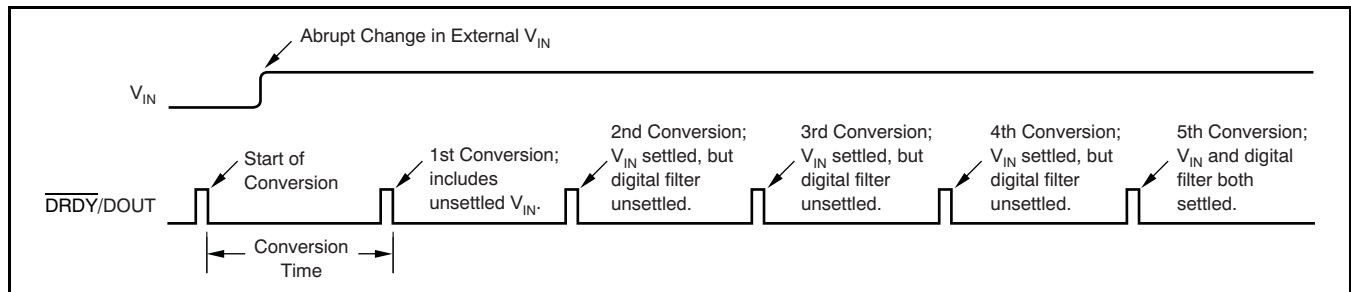 Abrupt Change in External VIN
VIN
Start of
Conversion
1st Conversion;
includes
unsettled VIN.
2nd Conversion;
VIN settled, but
digital filter
unsettled.
3rd Conversion;
VIN settled, but
digital filter
unsettled.
4th Conversion;
VIN settled, but
digital filter
unsettled.
5th Conversion;
VIN and digital
filter both
settled.
DRDY/DOUT
Conversion
Time